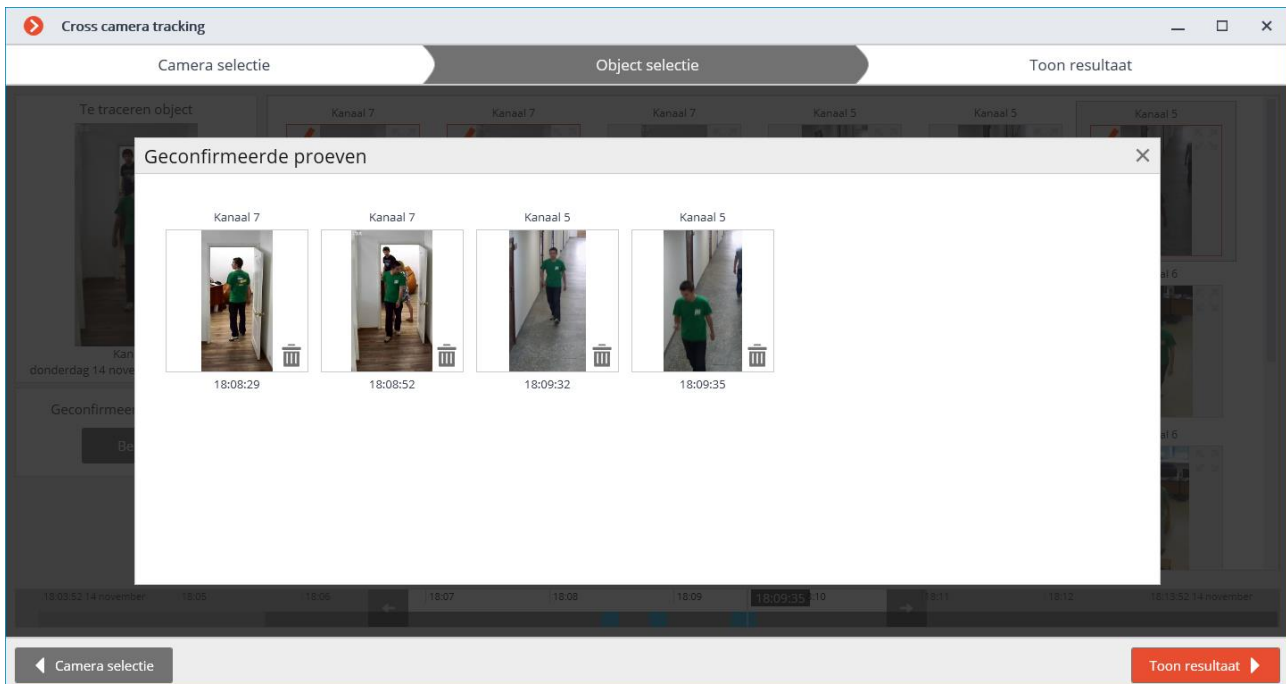 Cross camera tracking
Camera selectie
Object selectie
Toon resultaat
Te traceren object
Kanaal 7
Kanaal 7
Kanaal 7
Kanaal 5
Kanaal 5
Kanaal 5
Geconfirmeerde proeven
Kanaal 7
Kanaal 7
Kanaal 5
Kanaal 5
18:08:29
18:08:52
18:09:32
18:09:35
donderdag 14
18:03:52 14 november
18:05
18:06
18:07
18:08
18:09
18:09:35
:10
18:11
18:12
18:13:52 14 november
Camera selectie
Toon resultaat